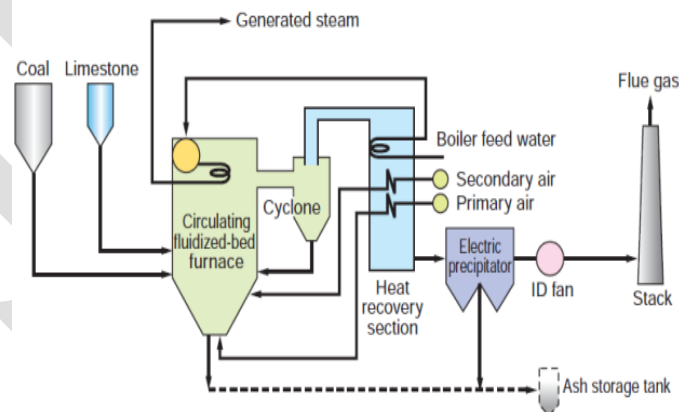 Generated steam
Coal
Limestone
Flue gas
Boiler feed water
Secondary air
Primary air
Cyclone
Circulating
fluidized-bed
furnace
Electric
precipitator
ID fan
Heat
recovery
section
Stack
Ash storage tank